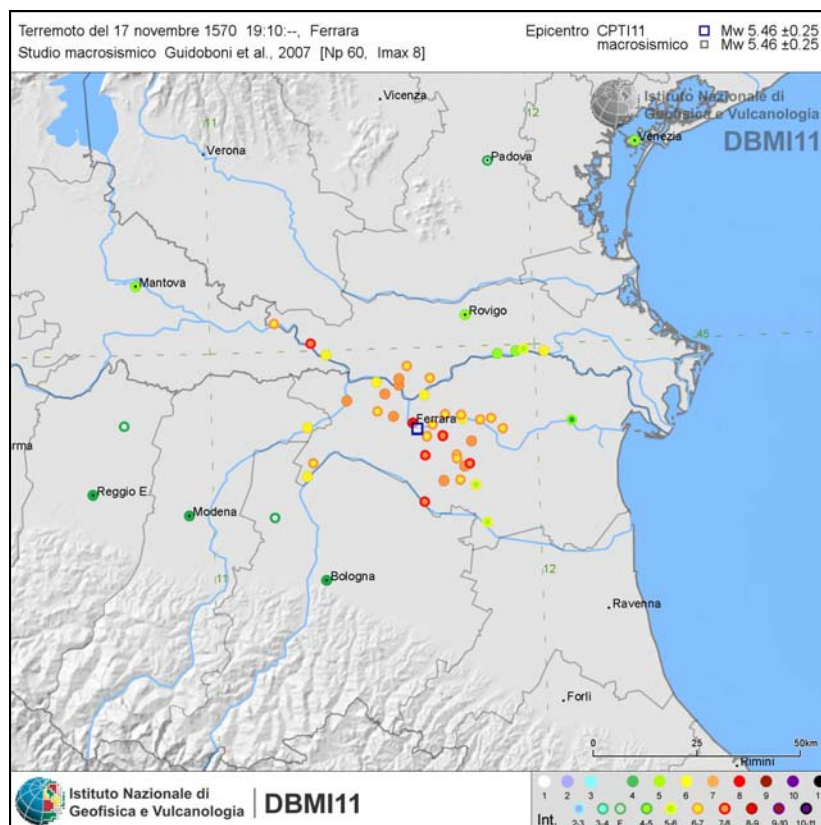 Terremoto del 17 novembre 1570 19:10:--, Ferrara
Studio macrosismico Guidoboni et al., 2007 [Np 60, Imax 8]
Epicentro CPTI11 Mw 5.46 ±0.25
macrosismico Mw 5.46 ±0.25
Vicenza
11
12
Istituto Nazionale di
Geofisica e Vulcanologia
DBMI11
Venezia
Verona
Padova
Mantova
Rovigo
45
Ferrara
Reggio E.
Modena
Bologna
11
12
Ravenna
Forlì
0 25 50km
Rimini
Istituto Nazionale di
Geofisica e Vulcanologia
DBMI11
1 2 3 4 5 6 7 8 9 10 11
Int. 2-3 3-4 F 4-5 5-6 6-7 7-8 8-9 9-10 10-11